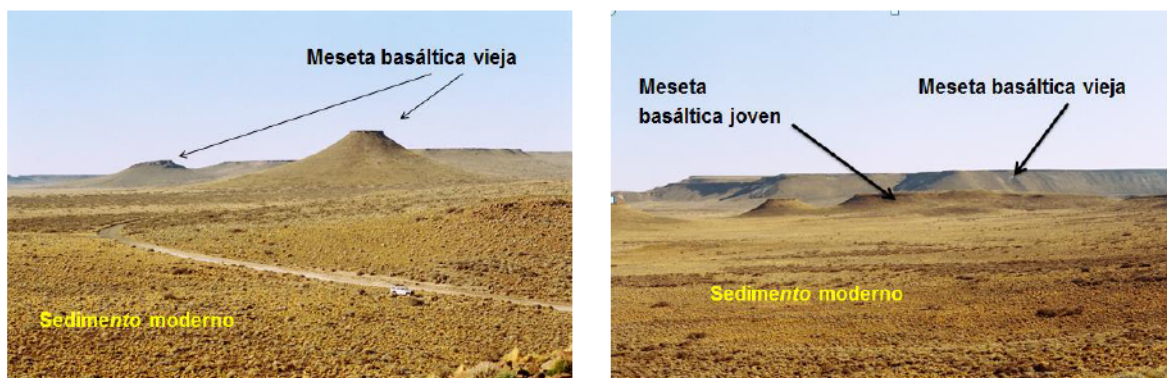 Meseta basáltica vieja
Sedimento moderno
Meseta
basáltica joven
Meseta basáltica vieja
Sedimento moderno